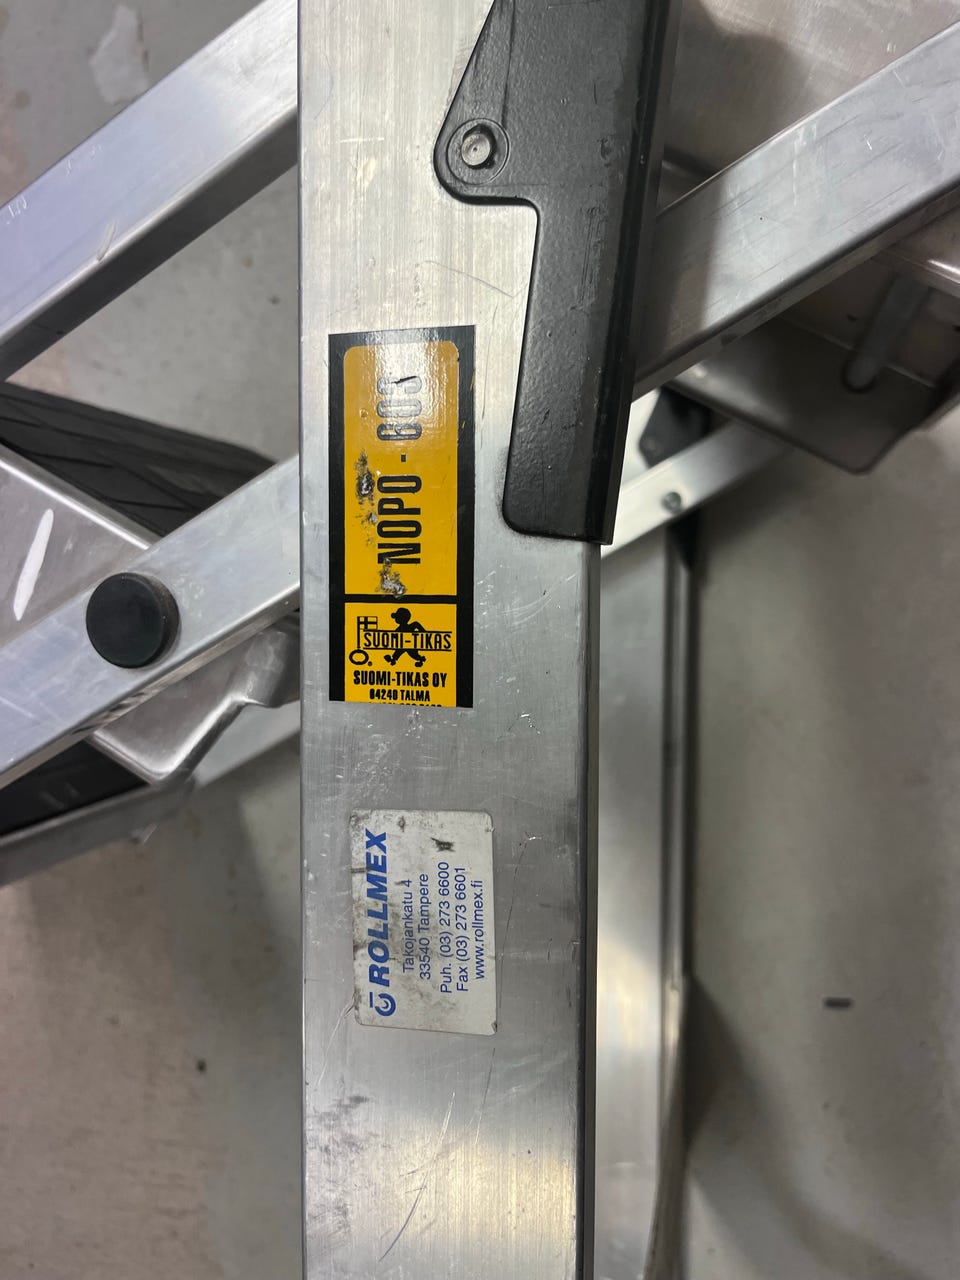 NOPO - 603
SUOMI-TIKAS
SUOMI-TIKAS OY
04240 TALMA
ROLLMEX
Takojankatu 4
33540 Tampere
Puh. (03) 273 6600
Fax (03) 273 6601
www.rollmex.fi